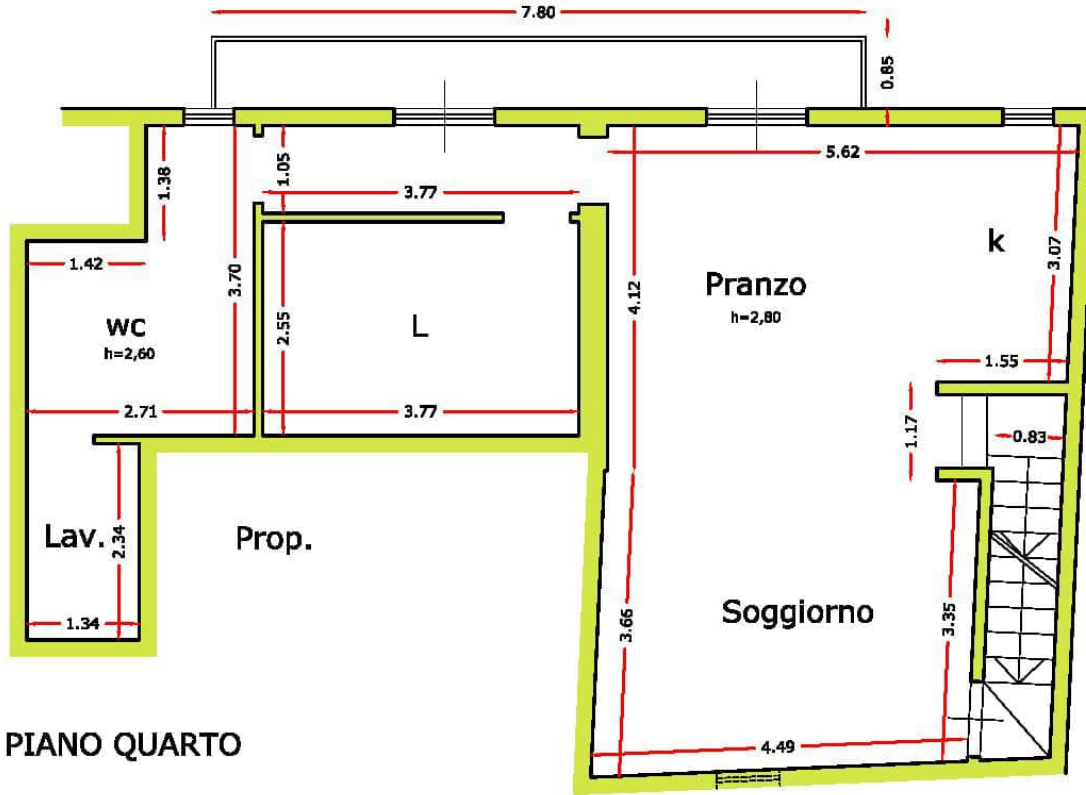 7.80
0.85
1.38
1.05
5.62
3.77
3.07
k
1.42
3.70
4.12
Pranzo
h=2,80
WC
h=2,60
2.55
L
1.55
2.71
3.77
1.17
0.83
Lav.
2.34
Prop.
1.34
3.66
Soggiorno
3.35
PIANO QUARTO
4.49